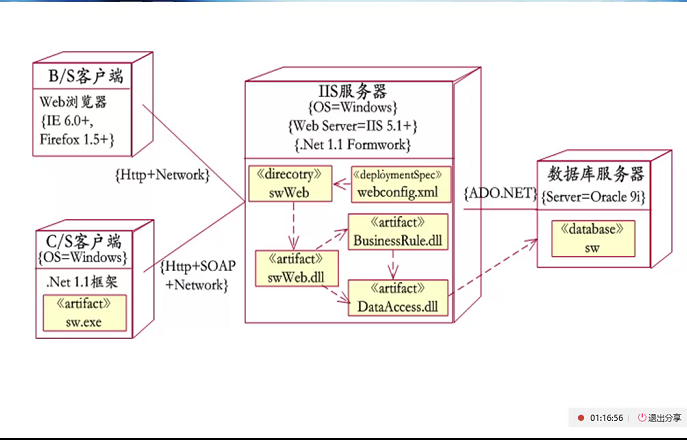 B/S客户端
Web浏览器
{IE 6.0+,
Firefox 1.5+}
{Http+Network}
C/S客户端
{OS=Windows}
.Net 1.1框架
《artifact》
sw.exe
{Http+SOAP
+Network}
IIS服务器
{OS=Windows}
{Web Server=IIS 5.1+}
{.Net 1.1 Formwork}
《direcotry》
swWeb
《deploymentSpec》
webconfig.xml
《artifact》
BusinessRule.dll
《artifact》
swWeb.dll
《artifact》
DataAccess.dll
{ADO.NET}
数据库服务器
{Server=Oracle 9i}
《database》
sw
01:16:56
退出分享